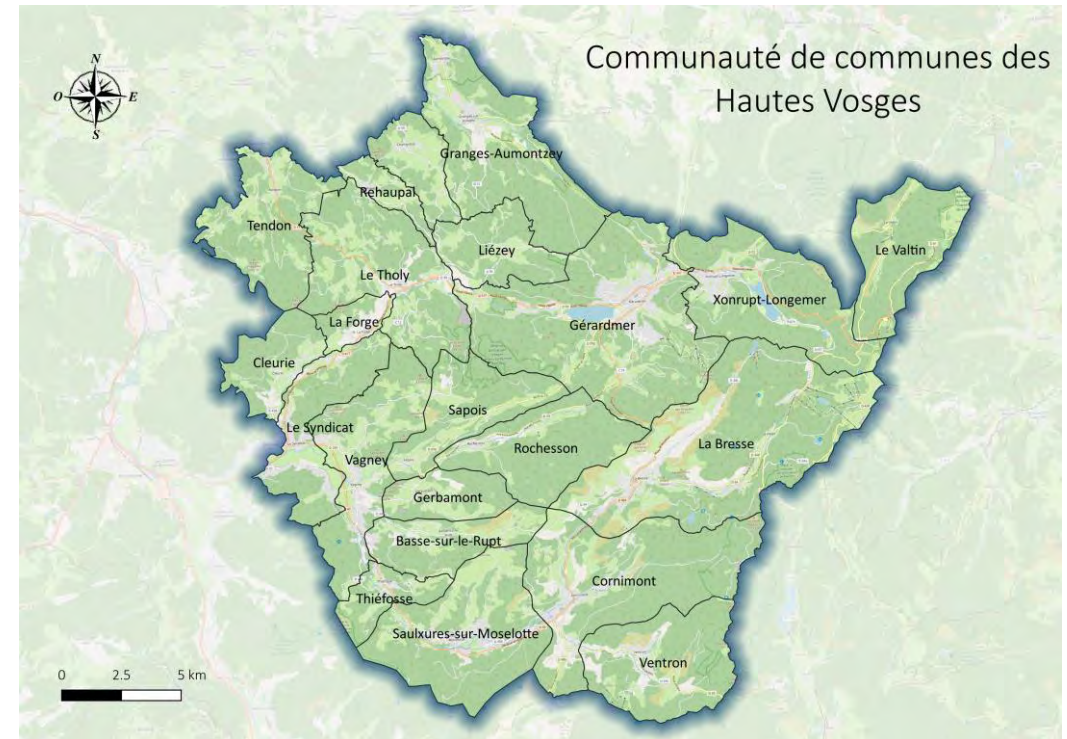 Communauté de communes des
Hautes Vosges
N
O
E
S
Granges-Aumontzey
Rehaupal
Tendon
Liézey
Le Valtin
Le Tholy
Xonrupt-Longemer
La Forge
Gérardmer
Cleurie
Sapois
Le Syndicat
La Bresse
Rochesson
Vagney
Gerbamont
Basse-sur-le-Rupt
Cornimont
Thiéfosse
Saulxures-sur-Moselotte
Ventron
0 2.5 5 km